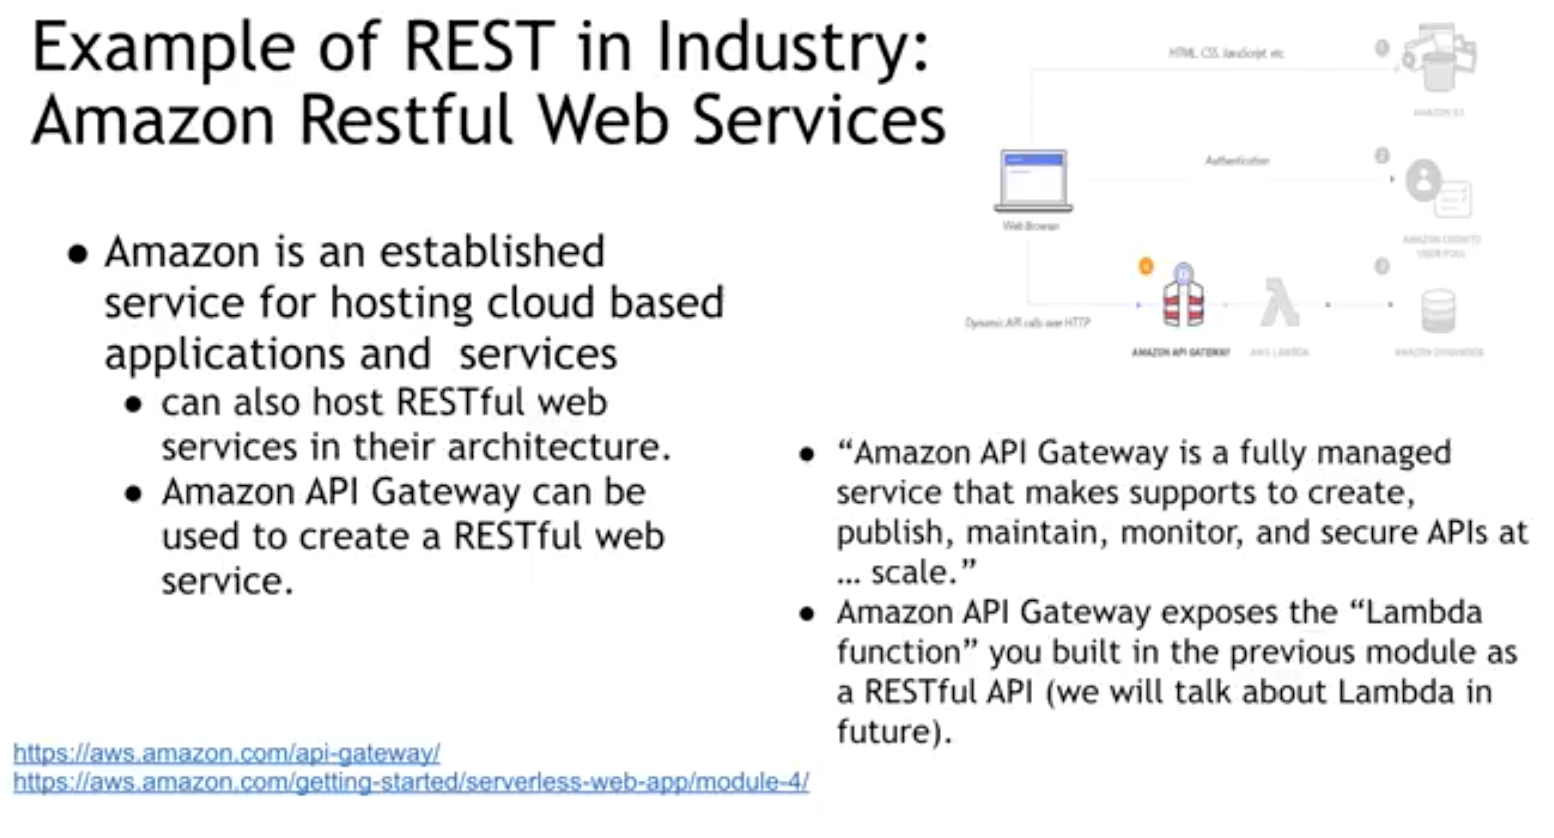 Example of REST in Industry:
Amazon Restful Web Services
● Amazon is an established
service for hosting cloud based
applications and services
● can also host RESTful web
services in their architecture.
● Amazon API Gateway can be
used to create a RESTful web
service.
https://aws.amazon.com/api-gateway/
https://aws.amazon.com/getting-started/serverless-web-app/module-4/
HTML, CSS, JavaScript, etc.
1
AMAZON S3
Authentication
2
Web Browser
AMAZON COGNITO
USER POOL
3
Dynamic API calls over HTTP
AMAZON API GATEWAY
AWS LAMBDA
AMAZON DYNAMODB
● “Amazon API Gateway is a fully managed
service that makes supports to create,
publish, maintain, monitor, and secure APIs at
… scale.”
● Amazon API Gateway exposes the “Lambda
function” you built in the previous module as
a RESTful API (we will talk about Lambda in
future).